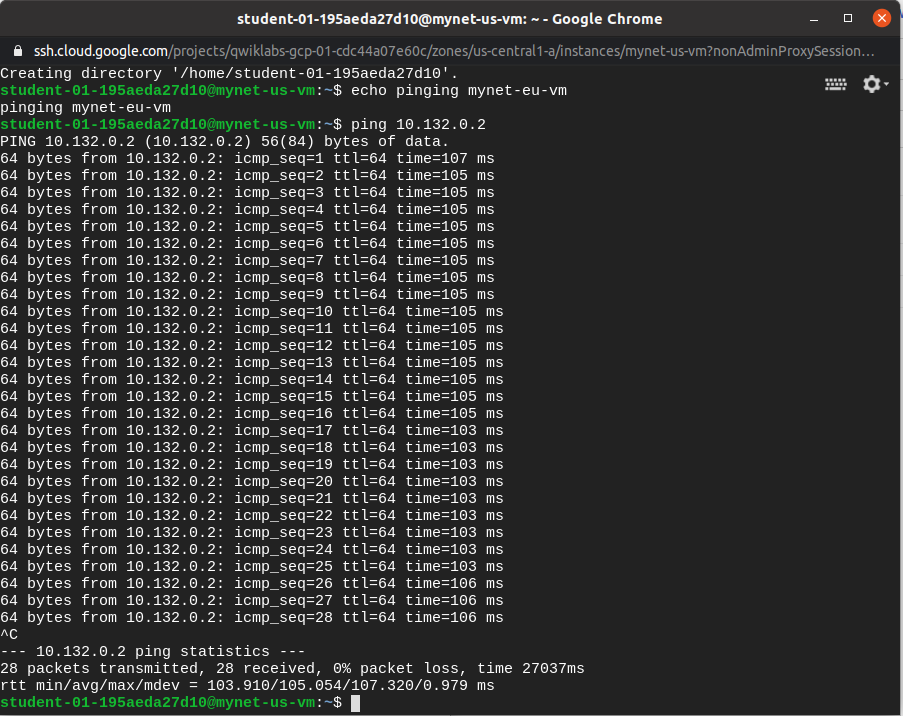 student-01-195aeda27d10@mynet-us-vm: ~ - Google Chrome
ssh.cloud.google.com/projects/qwiklabs-gcp-01-cdc44a07e60c/zones/us-central1-a/instances/mynet-us-vm?nonAdminProxySession...
Creating directory '/home/student-01-195aeda27d10'.
student-01-195aeda27d10@mynet-us-vm:~$ echo pinging mynet-eu-vm
pinging mynet-eu-vm
student-01-195aeda27d10@mynet-us-vm:~$ ping 10.132.0.2
PING 10.132.0.2 (10.132.0.2) 56(84) bytes of data.
64 bytes from 10.132.0.2: icmp_seq=1 ttl=64 time=107 ms
64 bytes from 10.132.0.2: icmp_seq=2 ttl=64 time=105 ms
64 bytes from 10.132.0.2: icmp_seq=3 ttl=64 time=105 ms
64 bytes from 10.132.0.2: icmp_seq=4 ttl=64 time=105 ms
64 bytes from 10.132.0.2: icmp_seq=5 ttl=64 time=105 ms
64 bytes from 10.132.0.2: icmp_seq=6 ttl=64 time=105 ms
64 bytes from 10.132.0.2: icmp_seq=7 ttl=64 time=105 ms
64 bytes from 10.132.0.2: icmp_seq=8 ttl=64 time=105 ms
64 bytes from 10.132.0.2: icmp_seq=9 ttl=64 time=105 ms
64 bytes from 10.132.0.2: icmp_seq=10 ttl=64 time=105 ms
64 bytes from 10.132.0.2: icmp_seq=11 ttl=64 time=105 ms
64 bytes from 10.132.0.2: icmp_seq=12 ttl=64 time=105 ms
64 bytes from 10.132.0.2: icmp_seq=13 ttl=64 time=105 ms
64 bytes from 10.132.0.2: icmp_seq=14 ttl=64 time=105 ms
64 bytes from 10.132.0.2: icmp_seq=15 ttl=64 time=105 ms
64 bytes from 10.132.0.2: icmp_seq=16 ttl=64 time=105 ms
64 bytes from 10.132.0.2: icmp_seq=17 ttl=64 time=103 ms
64 bytes from 10.132.0.2: icmp_seq=18 ttl=64 time=103 ms
64 bytes from 10.132.0.2: icmp_seq=19 ttl=64 time=103 ms
64 bytes from 10.132.0.2: icmp_seq=20 ttl=64 time=103 ms
64 bytes from 10.132.0.2: icmp_seq=21 ttl=64 time=103 ms
64 bytes from 10.132.0.2: icmp_seq=22 ttl=64 time=103 ms
64 bytes from 10.132.0.2: icmp_seq=23 ttl=64 time=103 ms
64 bytes from 10.132.0.2: icmp_seq=24 ttl=64 time=103 ms
64 bytes from 10.132.0.2: icmp_seq=25 ttl=64 time=103 ms
64 bytes from 10.132.0.2: icmp_seq=26 ttl=64 time=106 ms
64 bytes from 10.132.0.2: icmp_seq=27 ttl=64 time=106 ms
64 bytes from 10.132.0.2: icmp_seq=28 ttl=64 time=106 ms
^C
--- 10.132.0.2 ping statistics ---
28 packets transmitted, 28 received, 0% packet loss, time 27037ms
rtt min/avg/max/mdev = 103.910/105.054/107.320/0.979 ms
student-01-195aeda27d10@mynet-us-vm:~$